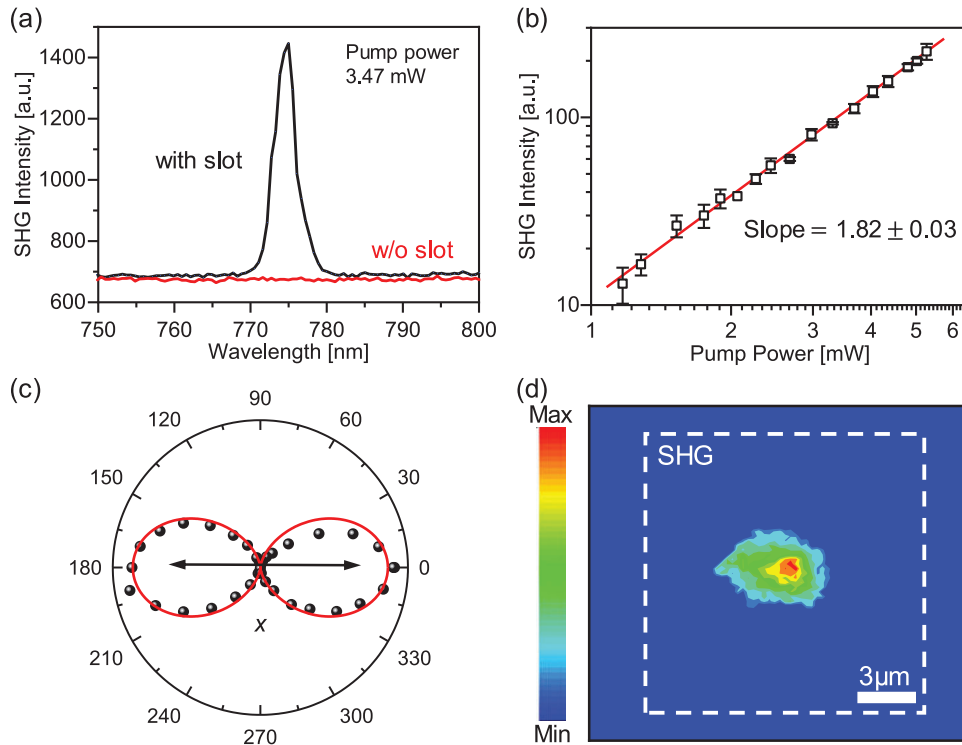 (a)
SHG Intensity [a.u.]
1400
1200
1000
800
600
Pump power
3.47 mW
with slot
w/o slot
750 760 770 780 790 800
Wavelength [nm]
(b)
SHG Intensity [a.u.]
100
10
Slope = 1.82 ± 0.03
1 2 3 4 5 6
Pump Power [mW]
(c)
90
120 60
150 30
180 0
x
210 330
240 300
270
(d)
Max
Min
SHG
3µm